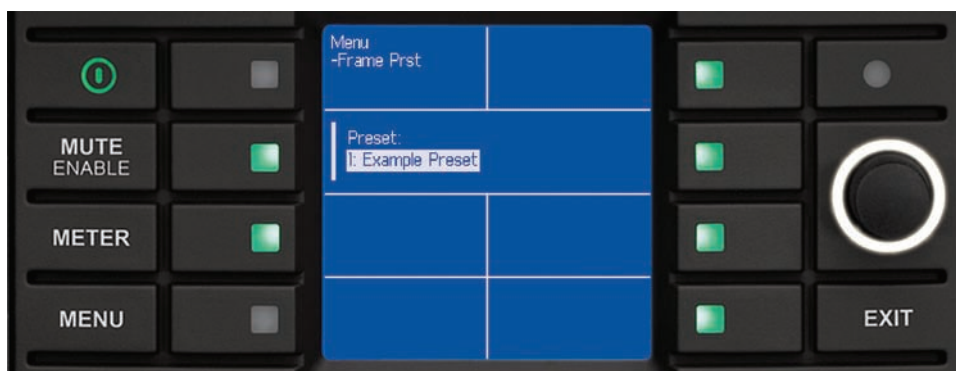 Menu
-Frame Prst
MUTE
ENABLE
Preset:
1: Example Preset
METER
MENU
EXIT